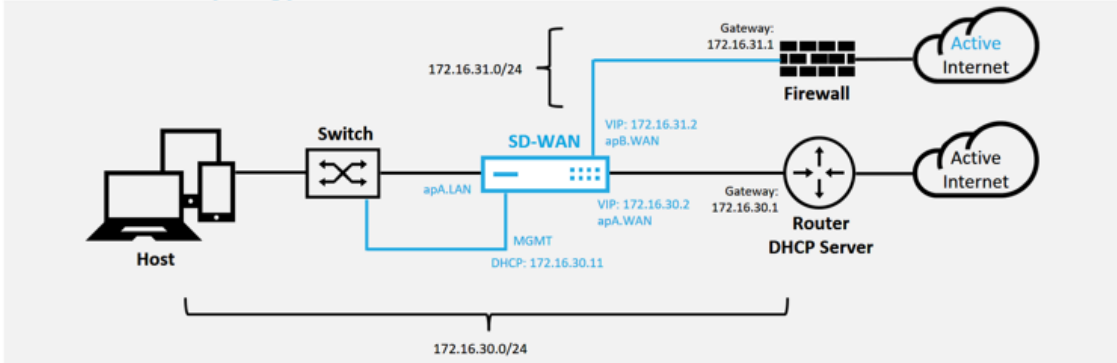 Gateway:
172.16.31.1
Active
Internet
172.16.31.0/24
Firewall
VIP: 172.16.31.2
apB.WAN
Switch
SD-WAN
Active
Internet
apA.LAN
Gateway:
172.16.30.1
VIP: 172.16.30.2
apA.WAN
Router
DHCP Server
MGMT
DHCP: 172.16.30.11
Host
172.16.30.0/24